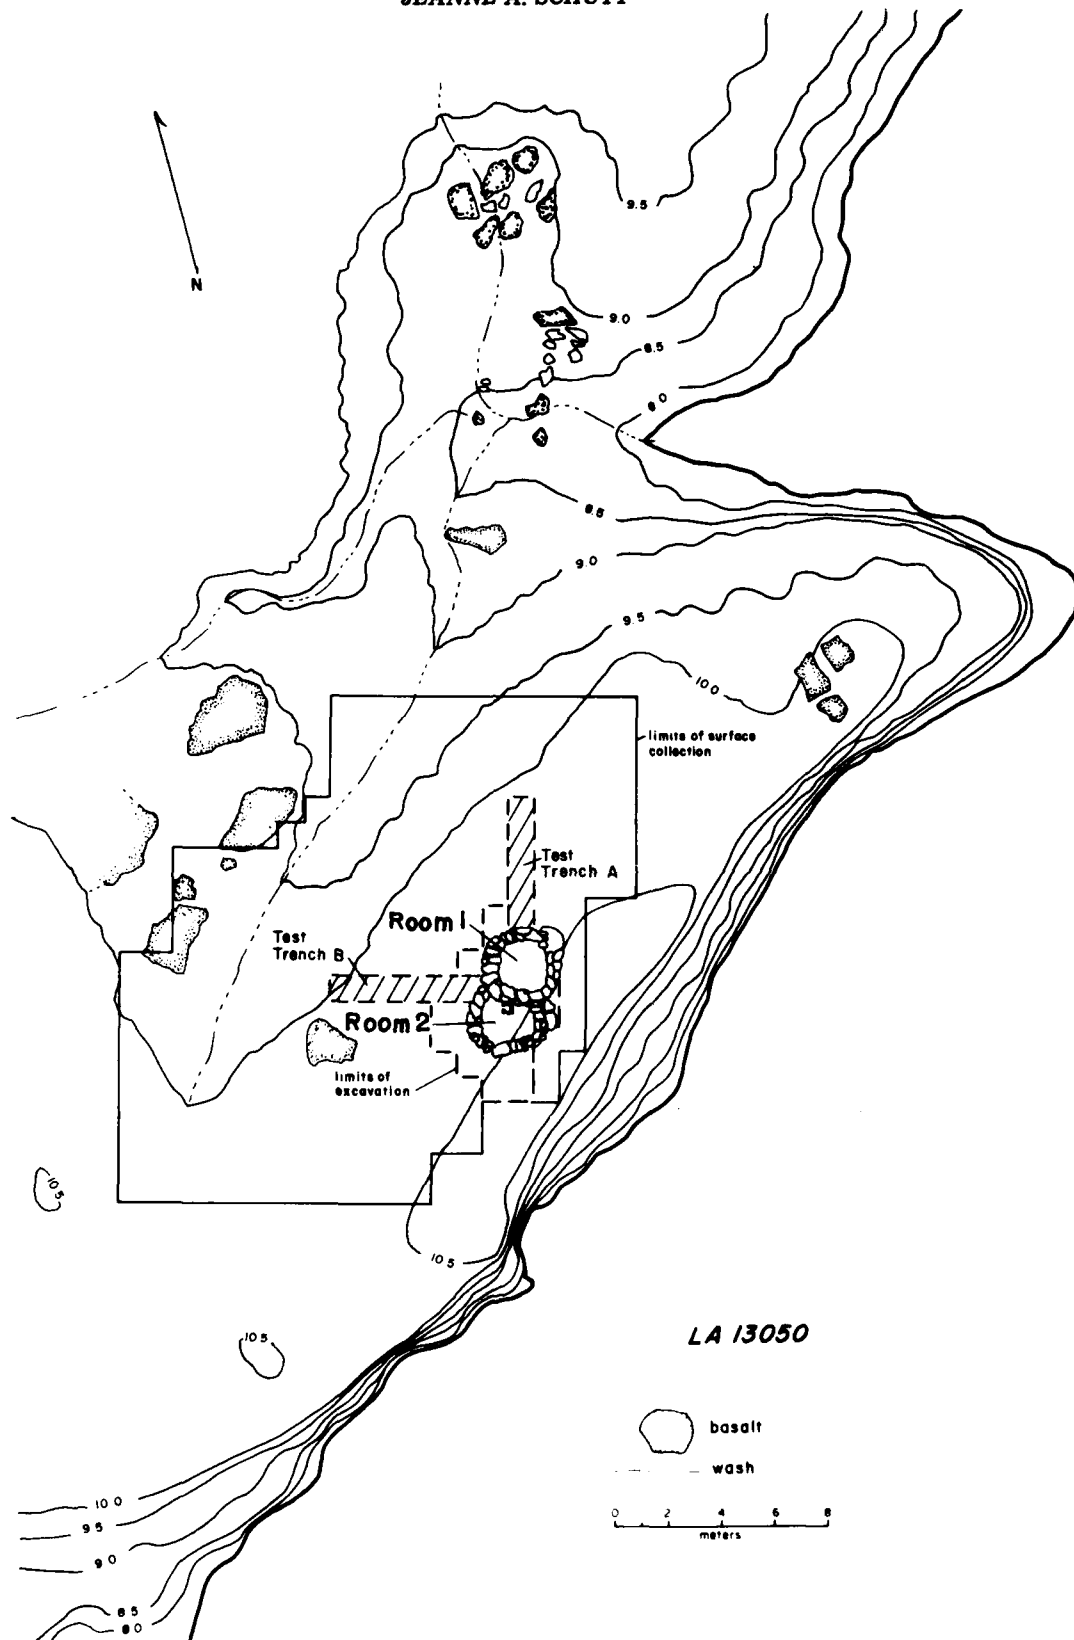 JEANNE A. SCHUTT
N
9.5
9.0
8.5
8.0
8.5
9.0
9.5
10.0
limits of surface
collection
Test
Trench A
Room 1
Test
Trench B
Room 2
limits of
excavation
10.5
10.5
10.5
LA 13050
basalt
wash
10.0
9.5
9.0
8.5
8.0
0 2 4 6 8
meters